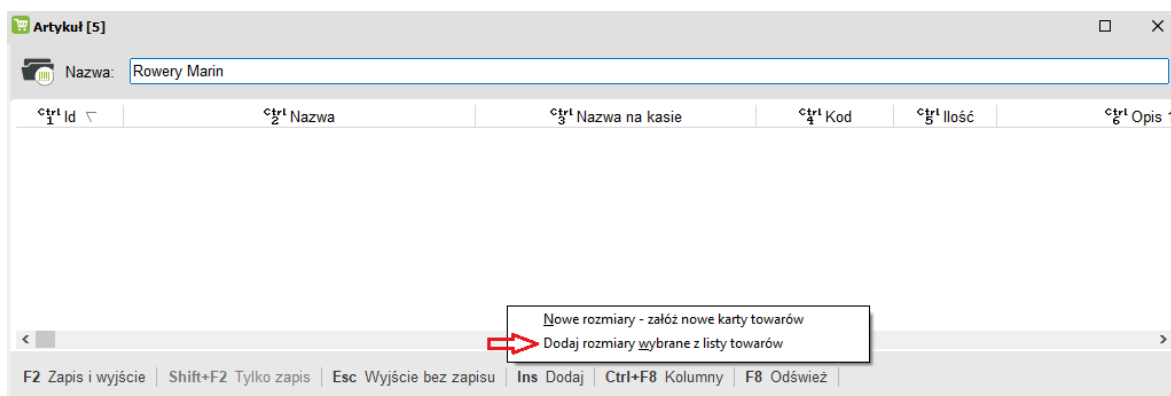 Artykuł [5]
Nazwa: Rowery Marin
Ctrl 1 Id Ctrl 2 Nazwa Ctrl 3 Nazwa na kasie Ctrl 4 Kod Ctrl 5 Ilość Ctrl 6 Opis 1
Nowe rozmiary - załóż nowe karty towarów
Dodaj rozmiary wybrane z listy towarów
F2 Zapis i wyjście Shift+F2 Tylko zapis Esc Wyjście bez zapisu Ins Dodaj Ctrl+F8 Kolumny F8 Odśwież